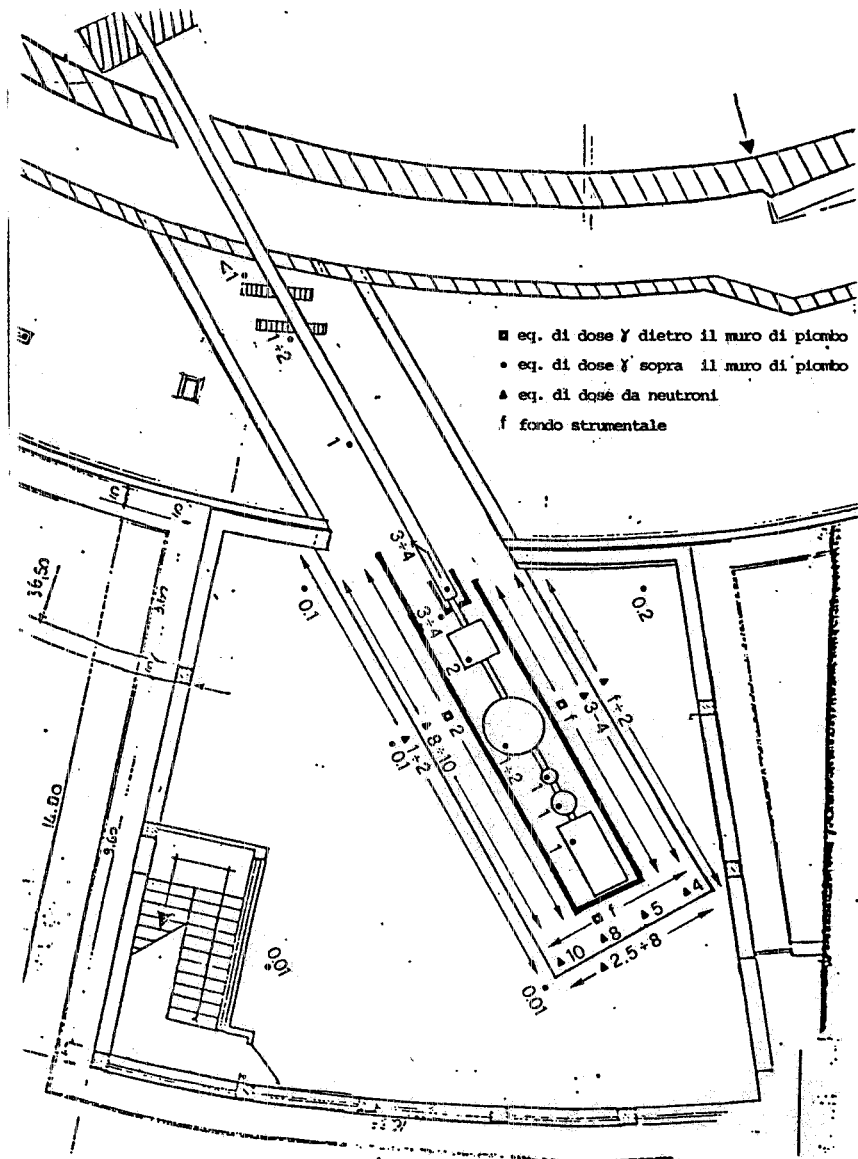 <1
1÷2
◘ eq. di dose γ dietro il muro di piombo
• eq. di dose γ sopra il muro di piombo
▲ eq. di dose da neutroni
f fondo strumentale
1
3÷4
36,50
0.1
3÷4
0.2
2
◘ 2
▲ 8÷10
▲ 1÷2
0.1
◘ f
▲ 3-4
▲ f÷2
1÷2
1
1
1
14.00
◘ f
▲10 ▲8 ▲5 ▲4
▲2.5÷8
0.01
0.01